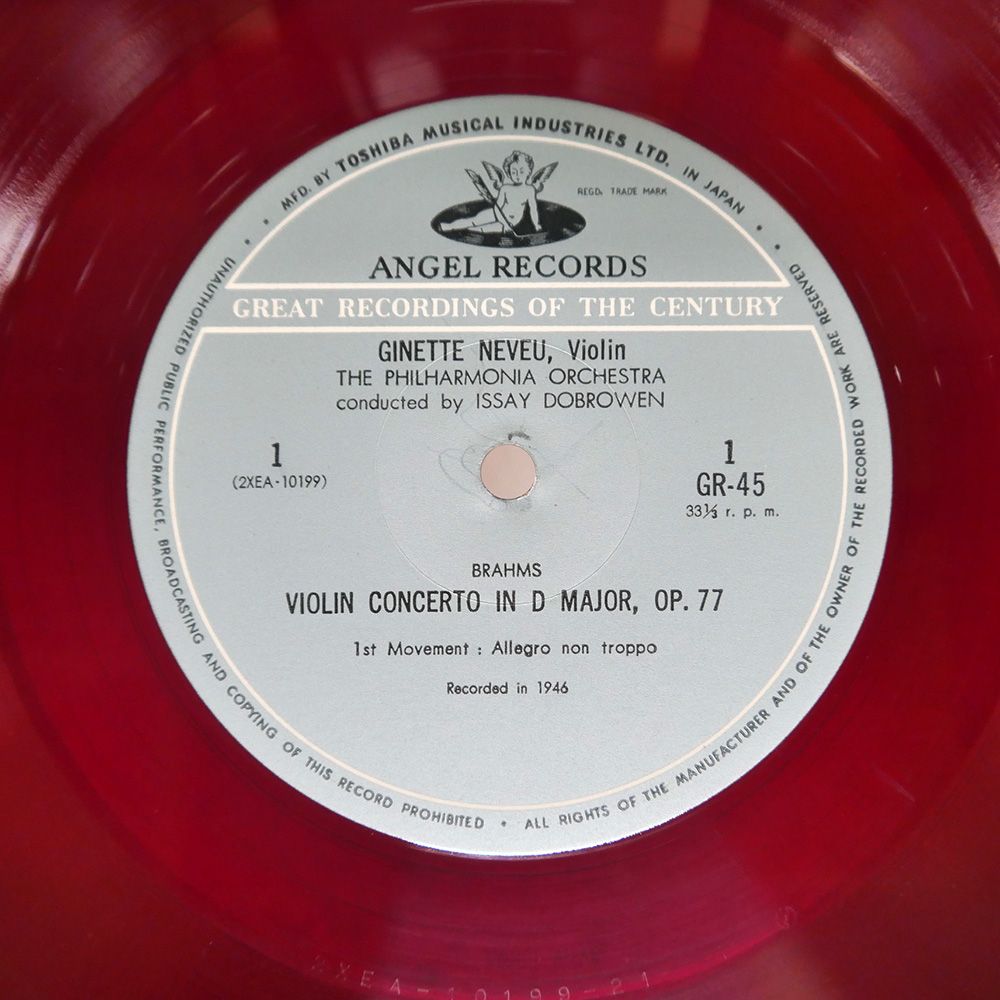 MFD. BY TOSHIBA MUSICAL INDUSTRIES LTD. IN JAPAN
REGD. TRADE MARK
ANGEL RECORDS
GREAT RECORDINGS OF THE CENTURY
GINETTE NEVEU, Violin
THE PHILHARMONIA ORCHESTRA
conducted by ISSAY DOBROWEN
1
(2XEA-10199)
1
GR-45
33⅓ r. p. m.
BRAHMS
VIOLIN CONCERTO IN D MAJOR, OP. 77
1st Movement : Allegro non troppo
Recorded in 1946
UNAUTHORIZED PUBLIC PERFORMANCE, BROADCASTING AND COPYING OF THIS RECORD PROHIBITED • ALL RIGHTS OF THE MANUFACTURER AND OF THE OWNER OF THE RECORDED WORK ARE RESERVED
2XEA-10199-21